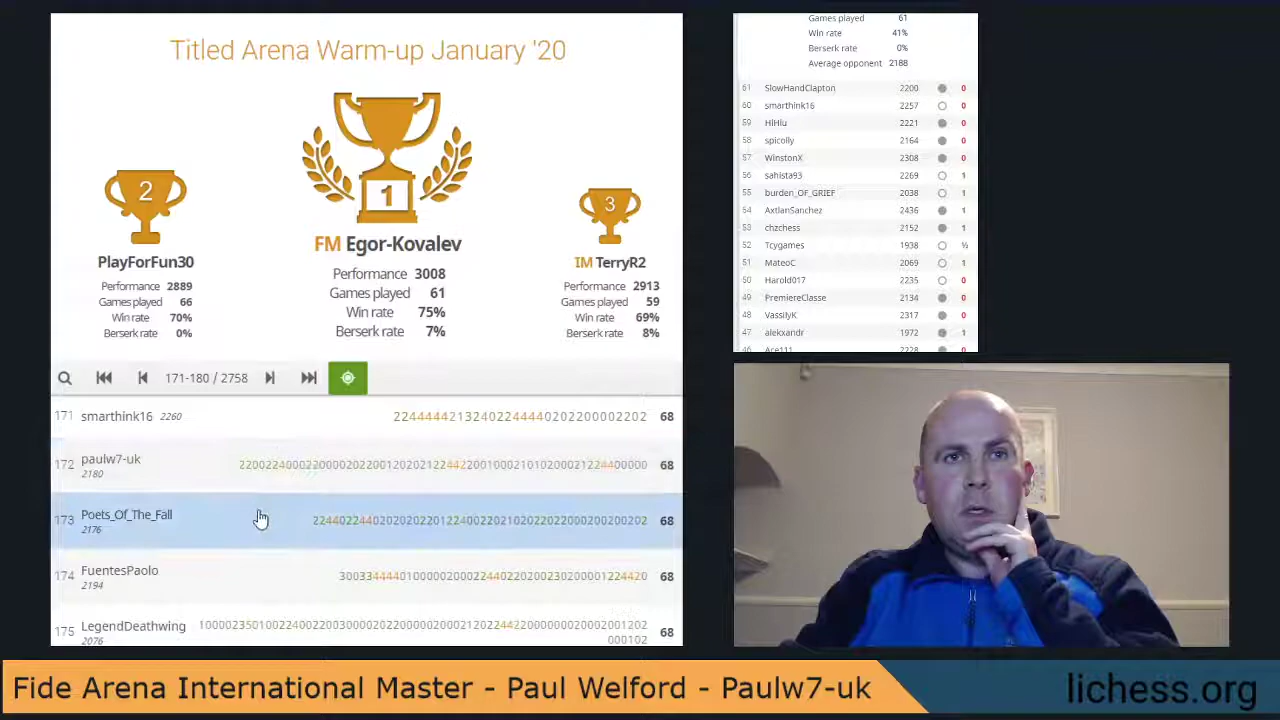 Titled Arena Warm-up January '20
2
1
3
FM Egor-Kovalev
PlayForFun30
IM TerryR2
Performance 3008
Games played 61
Win rate 75%
Berserk rate 7%
Performance 2889
Games played 66
Win rate 70%
Berserk rate 0%
Performance 2913
Games played 59
Win rate 69%
Berserk rate 8%
171-180 / 2758
171 smarthink16 2260 68
172 paulw7-uk 2180 68
173 Poets_Of_The_Fall 2176 68
174 FuentesPaolo 2194 68
175 LegendDeathwing 2076 68
000102
Games played 61
Win rate 41%
Berserk rate 0%
Average opponent 2188
61 SlowHandClapton 2200 0
60 smarthink16 2257 0
59 HiHiu 2221 0
58 spicolly 2164 0
57 WinstonX 2308 0
56 sahista93 2269 1
55 burden_OF_GRIEF 2038 1
54 AxtlanSanchez 2436 1
53 chzchess 2152 1
52 Tcygames 1938 ½
51 MateoC 2069 1
50 Harold017 2235 0
49 PremiereClasse 2134 0
48 VassilyK 2317 0
47 alekxandr 1972 1
46 Ace111 2228 0
Fide Arena International Master - Paul Welford - Paulw7-uk
lichess.org